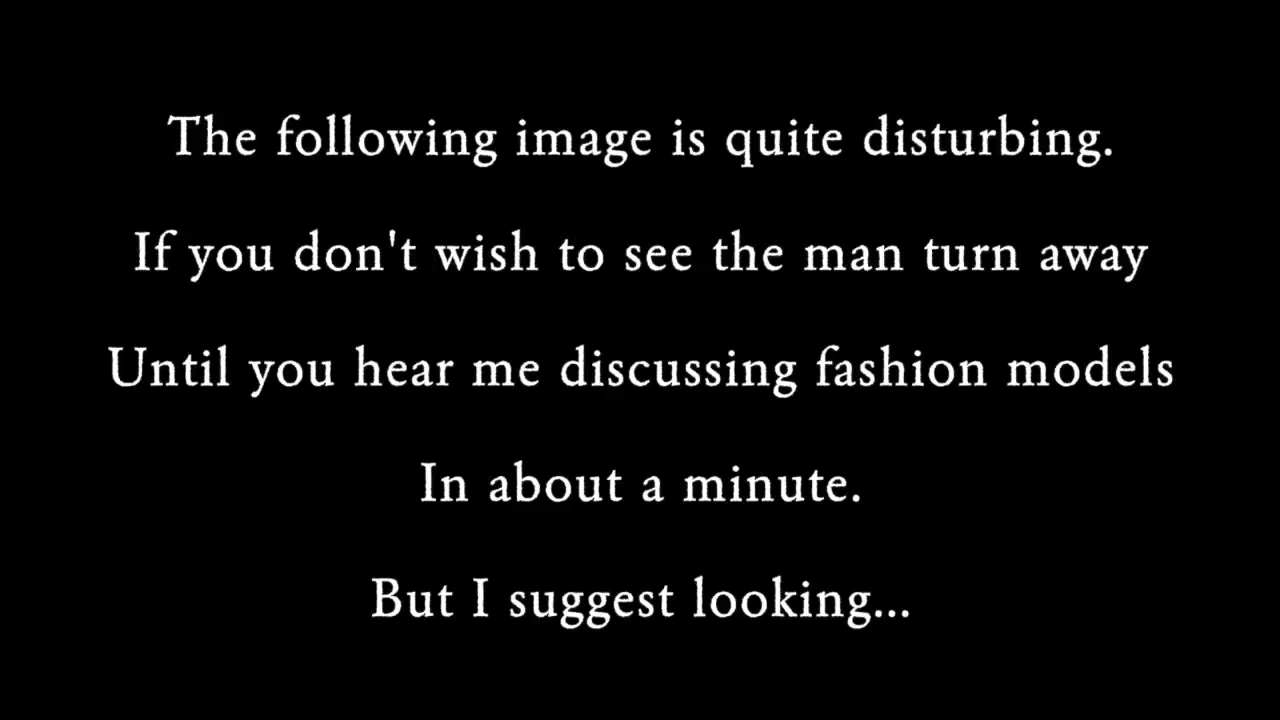 The following image is quite disturbing.
If you don't wish to see the man turn away
Until you hear me discussing fashion models
In about a minute.
But I suggest looking...